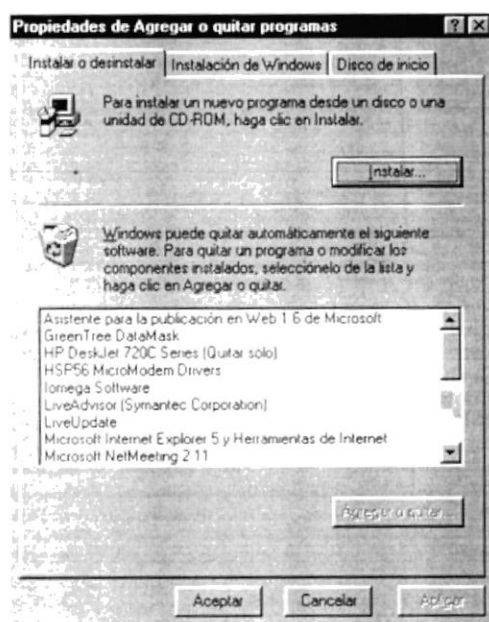 Propiedades de Agregar o quitar programas
Instalar o desinstalar
Instalación de Windows
Disco de inicio
Para instalar un nuevo programa desde un disco o una
unidad de CD-ROM, haga clic en Instalar.
Instalar...
Windows puede quitar automáticamente el siguiente
software. Para quitar un programa o modificar los
componentes instalados, selecciónelo de la lista y
haga clic en Agregar o quitar.
Asistente para la publicación en Web 1.6 de Microsoft
GreenTree DataMask
HP DeskJet 720C Series (Quitar sólo)
HSP56 MicroModem Drivers
Iomega Software
LiveAdvisor (Symantec Corporation)
LiveUpdate
Microsoft Internet Explorer 5 y Herramientas de Internet
Microsoft NetMeeting 2.11
Agregar o quitar...
Aceptar
Cancelar
Aplicar